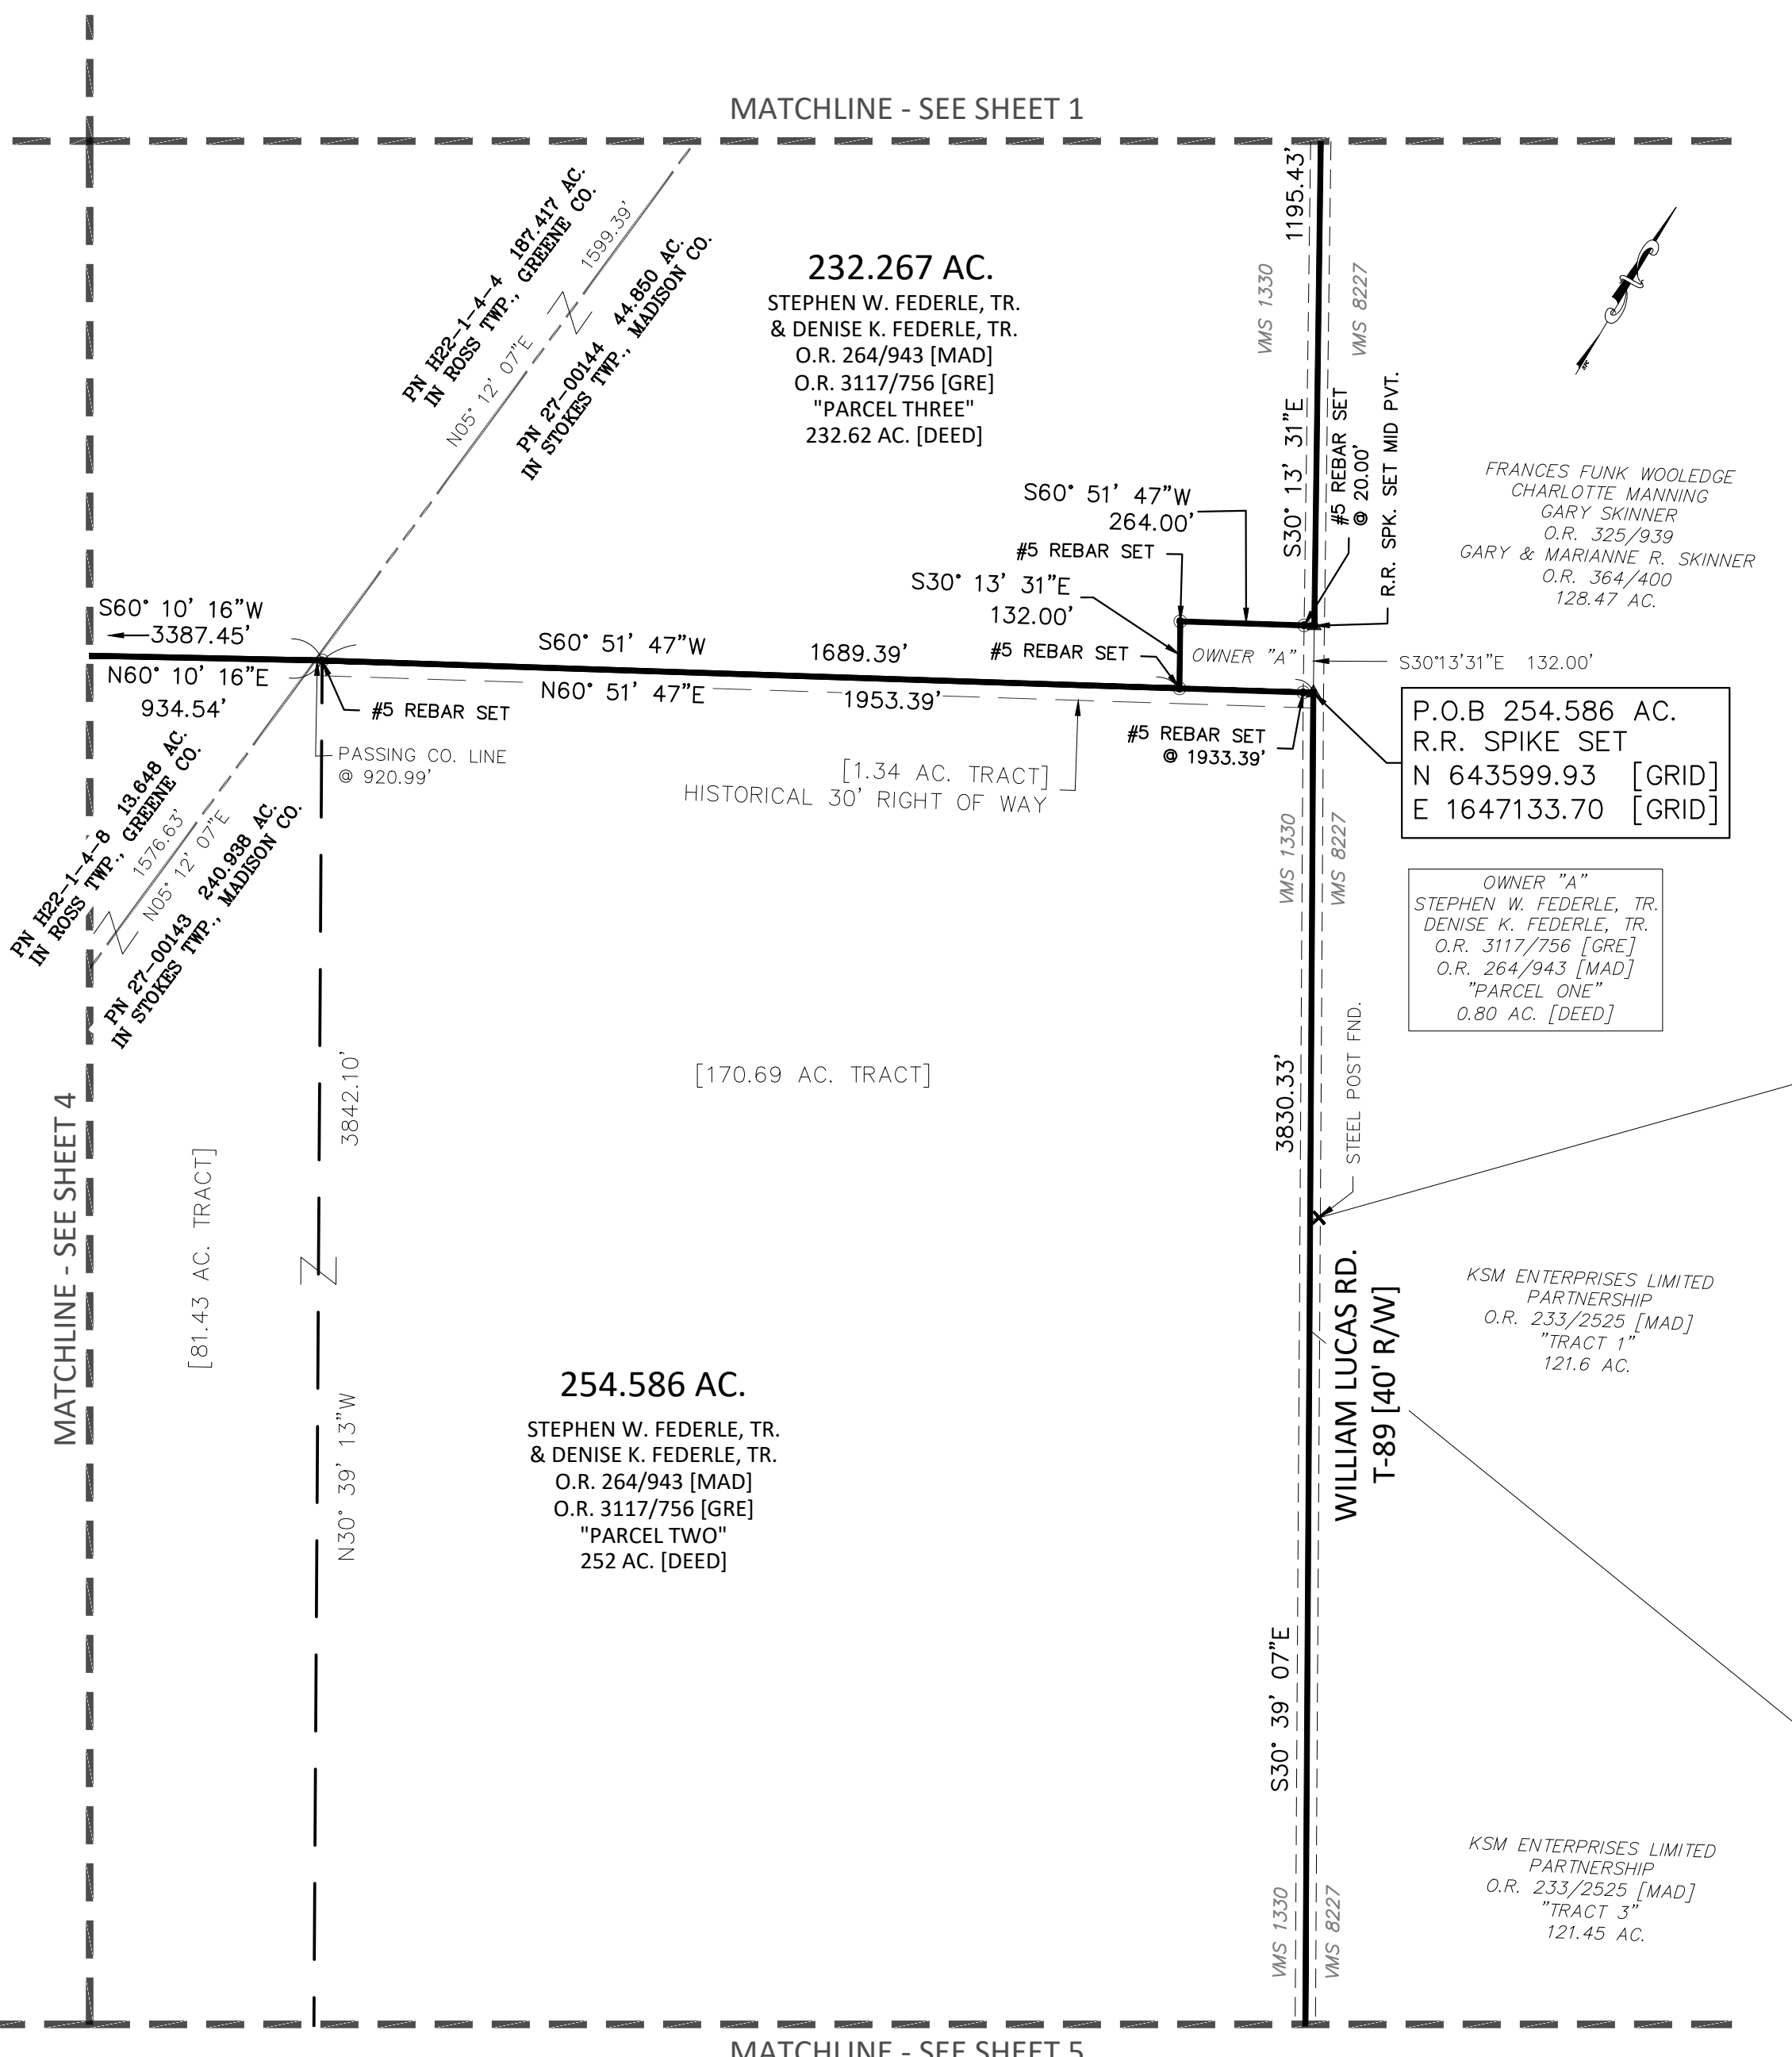 MATCHLINE - SEE SHEET 1
1195.43'
PN H22-1-4-4 187.417 AC.
IN ROSS TWP., GREENE CO.
1599.39'
N05° 12' 07"E
PN 27-00144 44.850 AC.
IN STOKES TWP., MADISON CO.
232.267 AC.
STEPHEN W. FEDERLE, TR.
& DENISE K. FEDERLE, TR.
O.R. 264/943 [MAD]
O.R. 3117/756 [GRE]
"PARCEL THREE"
232.62 AC. [DEED]
VMS 1330
VMS 8227
S30° 13' 31"E
#5 REBAR SET
@ 20.00'
R.R. SPK. SET MID PVT.
FRANCES FUNK WOOLEDGE
CHARLOTTE MANNING
GARY SKINNER
O.R. 325/939
GARY & MARIANNE R. SKINNER
O.R. 364/400
128.47 AC.
S60° 51' 47"W
264.00'
#5 REBAR SET
S30° 13' 31"E
132.00'
#5 REBAR SET
OWNER "A"
S30°13'31"E 132.00'
S60° 10' 16"W
3387.45'
N60° 10' 16"E
934.54'
S60° 51' 47"W 1689.39'
N60° 51' 47"E 1953.39'
#5 REBAR SET
PASSING CO. LINE
@ 920.99'
#5 REBAR SET
@ 1933.39'
[1.34 AC. TRACT]
HISTORICAL 30' RIGHT OF WAY
P.O.B 254.586 AC.
R.R. SPIKE SET
N 643599.93 [GRID]
E 1647133.70 [GRID]
PN H22-1-4-8 13.648 AC.
IN ROSS TWP., GREENE CO.
1576.63'
N05° 12' 07"E
PN 27-00143 240.938 AC.
IN STOKES TWP., MADISON CO.
VMS 1330
VMS 8227
OWNER "A"
STEPHEN W. FEDERLE, TR.
DENISE K. FEDERLE, TR.
O.R. 3117/756 [GRE]
O.R. 264/943 [MAD]
"PARCEL ONE"
0.80 AC. [DEED]
3842.10'
[170.69 AC. TRACT]
3830.33'
STEEL POST FND.
MATCHLINE - SEE SHEET 4
[81.43 AC. TRACT]
N30° 39' 13"W
254.586 AC.
STEPHEN W. FEDERLE, TR.
& DENISE K. FEDERLE, TR.
O.R. 264/943 [MAD]
O.R. 3117/756 [GRE]
"PARCEL TWO"
252 AC. [DEED]
WILLIAM LUCAS RD.
T-89 [40' R/W]
KSM ENTERPRISES LIMITED
PARTNERSHIP
O.R. 233/2525 [MAD]
"TRACT 1"
121.6 AC.
S30° 39' 07"E
KSM ENTERPRISES LIMITED
PARTNERSHIP
O.R. 233/2525 [MAD]
"TRACT 3"
121.45 AC.
VMS 1330
VMS 8227
MATCHLINE - SEE SHEET 5